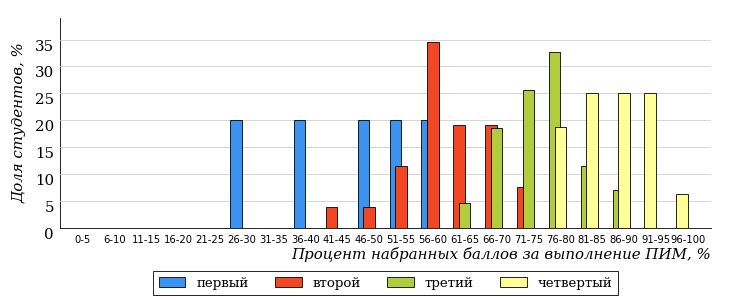 Доля студентов, %
35
30
25
20
15
10
5
0
0-5 6-10 11-15 16-20 21-25 26-30 31-35 36-40 41-45 46-50 51-55 56-60 61-65 66-70 71-75 76-80 81-85 86-90 91-95 96-100
Процент набранных баллов за выполнение ПИМ, %
первый второй третий четвертый